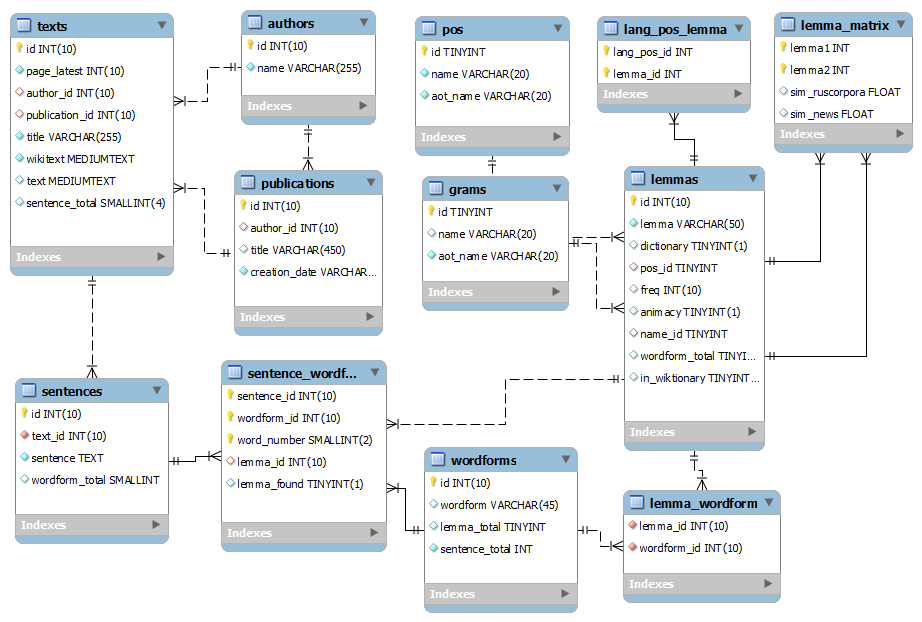 texts
id INT(10)
page_latest INT(10)
author_id INT(10)
publication_id INT(10)
title VARCHAR(255)
wikitext MEDIUMTEXT
text MEDIUMTEXT
sentence_total SMALLINT(4)
Indexes
authors
id INT(10)
name VARCHAR(255)
Indexes
publications
id INT(10)
author_id INT(10)
title VARCHAR(450)
creation_date VARCHAR...
Indexes
pos
id TINYINT
name VARCHAR(20)
aot_name VARCHAR(20)
Indexes
grams
id TINYINT
name VARCHAR(20)
aot_name VARCHAR(20)
Indexes
lang_pos_lemma
lang_pos_id INT
lemma_id INT
Indexes
lemma_matrix
lemma1 INT
lemma2 INT
sim_ruscorpora FLOAT
sim_news FLOAT
Indexes
lemmas
id INT(10)
lemma VARCHAR(50)
dictionary TINYINT(1)
pos_id TINYINT
freq INT(10)
animacy TINYINT(1)
name_id TINYINT
wordform_total TINYI...
in_wiktionary TINYINT...
Indexes
sentences
id INT(10)
text_id INT(10)
sentence TEXT
wordform_total SMALLINT
Indexes
sentence_wordf...
sentence_id INT(10)
wordform_id INT(10)
word_number SMALLINT(2)
lemma_id INT(10)
lemma_found TINYINT(1)
Indexes
wordforms
id INT(10)
wordform VARCHAR(45)
lemma_total TINYINT
sentence_total INT
Indexes
lemma_wordform
lemma_id INT(10)
wordform_id INT(10)
Indexes